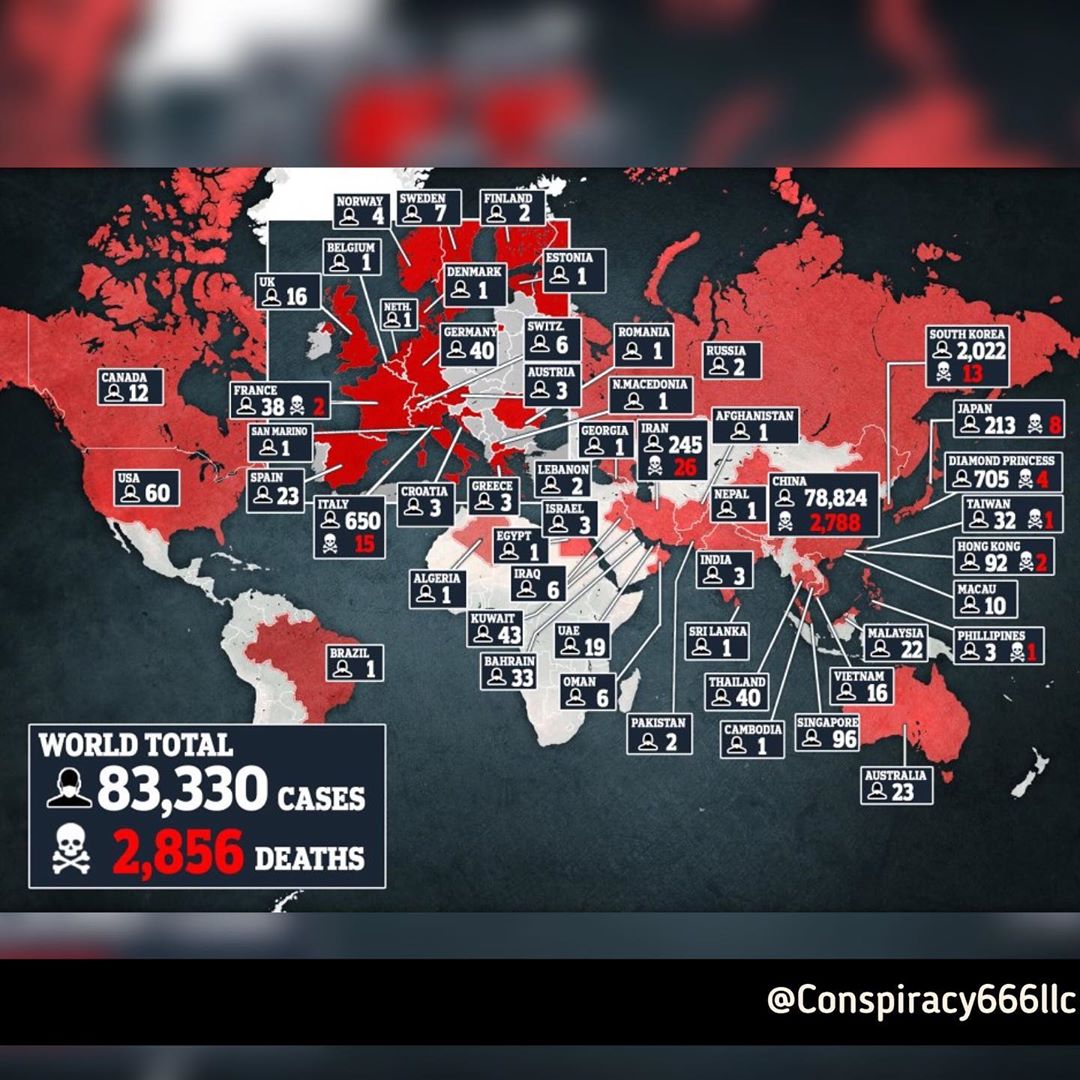 NORWAY
4
SWEDEN
7
FINLAND
2
BELGIUM
1
ESTONIA
1
DENMARK
1
UK
16
NETH.
1
GERMANY
40
SWITZ.
6
ROMANIA
1
RUSSIA
2
SOUTH KOREA
2,022
13
CANADA
12
FRANCE
38 2
AUSTRIA
3
N.MACEDONIA
1
JAPAN
213 8
SAN MARINO
1
GEORGIA
1
IRAN
245
26
AFGHANISTAN
1
DIAMOND PRINCESS
705 4
USA
60
SPAIN
23
ITALY
650
15
CROATIA
3
GREECE
3
LEBANON
2
ISRAEL
3
NEPAL
1
CHINA
78,824
2,788
TAIWAN
32 1
EGYPT
1
HONG KONG
92 2
ALGERIA
1
IRAQ
6
INDIA
3
MACAU
10
KUWAIT
43
UAE
19
SRI LANKA
1
MALAYSIA
22
PHILLIPINES
3 1
BRAZIL
1
BAHRAIN
33
OMAN
6
THAILAND
40
VIETNAM
16
PAKISTAN
2
CAMBODIA
1
SINGAPORE
96
AUSTRALIA
23
WORLD TOTAL
83,330 CASES
2,856 DEATHS
@Conspiracy666llc